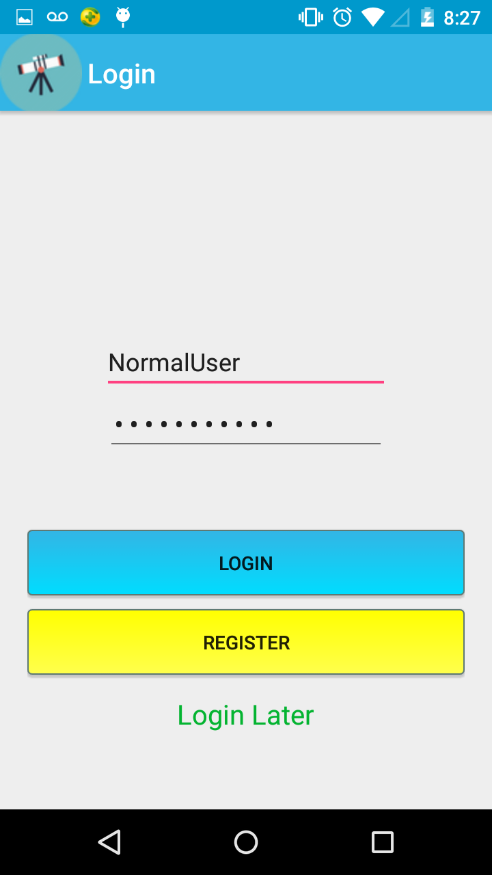 8:27
Login
NormalUser
•••••••••••
LOGIN
REGISTER
Login Later